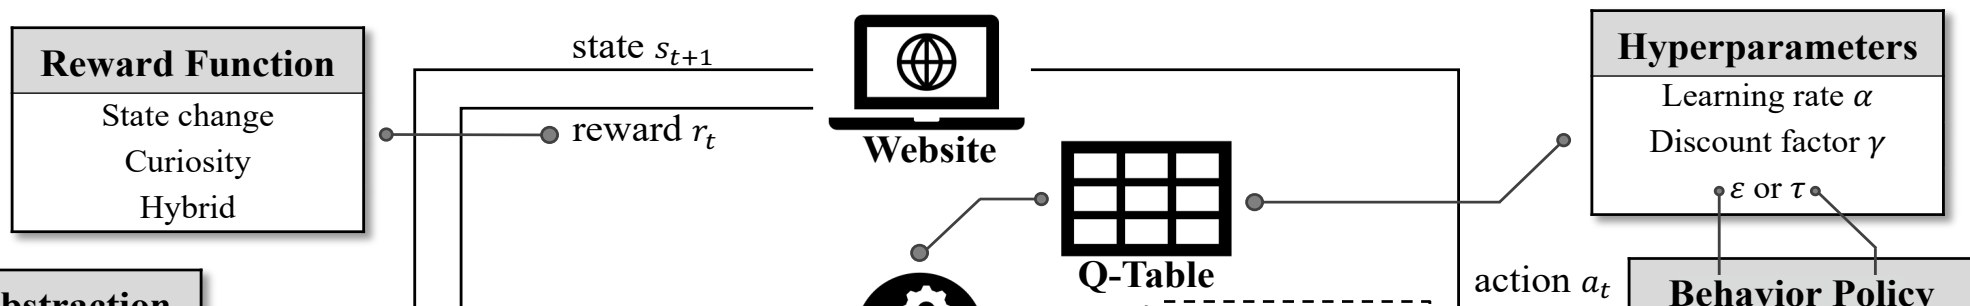 Reward Function
State change
Curiosity
Hybrid
state s_{t+1}
reward r_t
Website
Q-Table
action a_t
Hyperparameters
Learning rate α
Discount factor γ
ε or τ
Behavior Policy